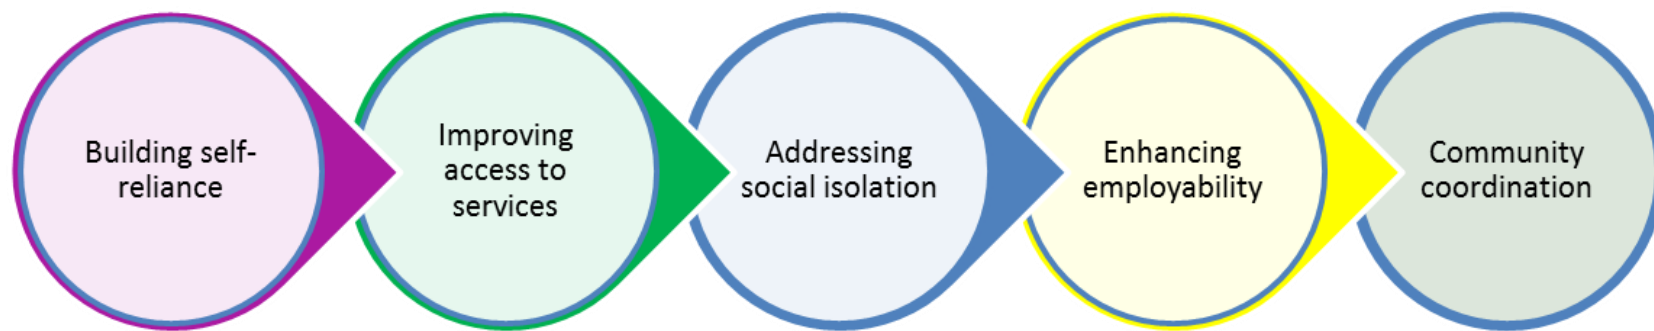 Building self-
reliance
Improving
access to
services
Addressing
social isolation
Enhancing
employability
Community
coordination